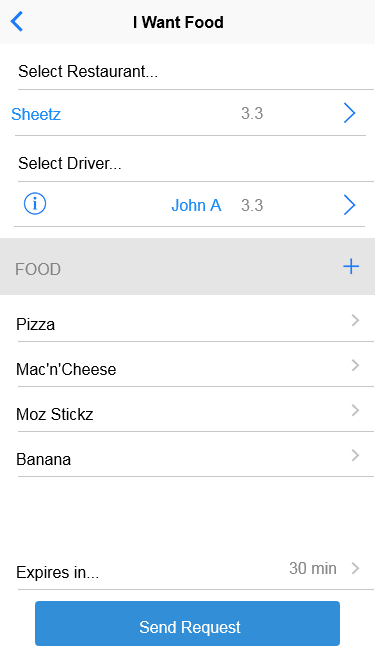 I Want Food
Select Restaurant...
Sheetz 3.3
Select Driver...
i John A 3.3
FOOD +
Pizza
Mac'n'Cheese
Moz Stickz
Banana
Expires in... 30 min
Send Request